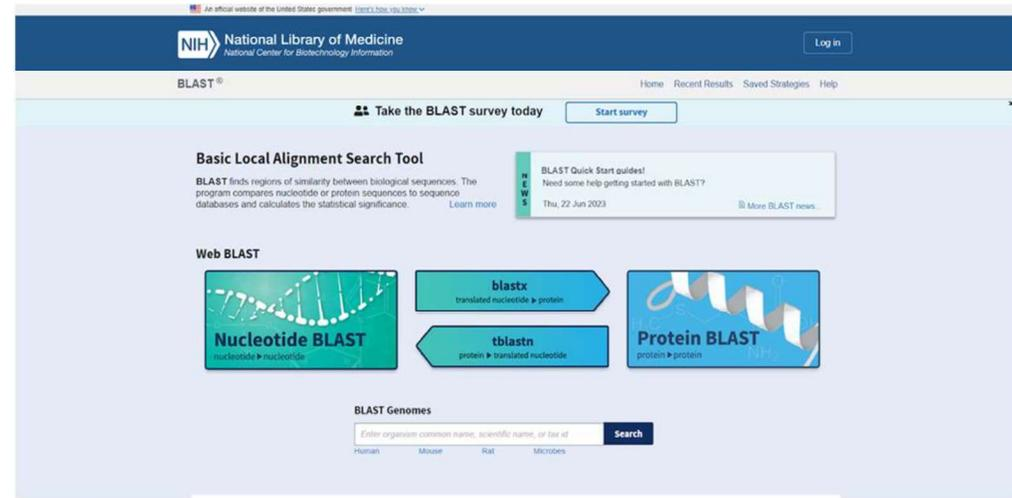 An official website of the United States government Here's how you know
NIH National Library of Medicine
National Center for Biotechnology Information
Log in
BLAST®
Home Recent Results Saved Strategies Help
Take the BLAST survey today Start survey
Basic Local Alignment Search Tool
BLAST finds regions of similarity between biological sequences. The
program compares nucleotide or protein sequences to sequence
databases and calculates the statistical significance. Learn more
NEWS
BLAST Quick Start guides!
Need some help getting started with BLAST?
Thu, 22 Jun 2023
More BLAST news...
Web BLAST
Nucleotide BLAST
nucleotide ▶ nucleotide
blastx
translated nucleotide ▶ protein
tblastn
protein ▶ translated nucleotide
H3C
S
NH2
Protein BLAST
protein ▶ protein
BLAST Genomes
Enter organism common name, scientific name, or tax id Search
Human Mouse Rat Microbes